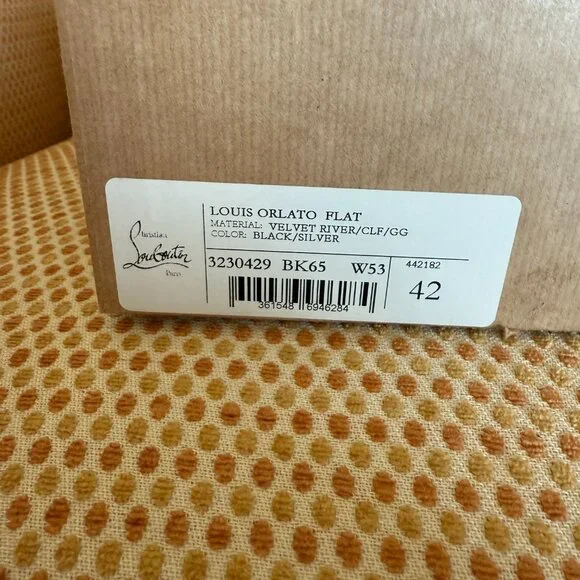 Christian
Louboutin
Paris
LOUIS ORLATO FLAT
MATERIAL: VELVET RIVER/CLF/GG
COLOR: BLACK/SILVER
3230429 BK65 W53
442182
42
361548 6946284